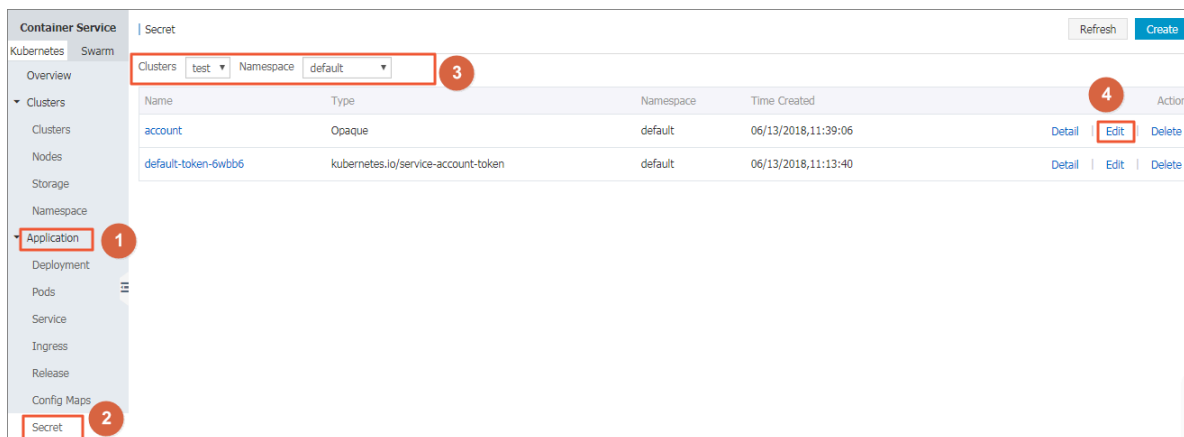 Container Service
Secret
Refresh
Create
Kubernetes Swarm
Overview
Clusters test Namespace default
3
Clusters
Name Type Namespace Time Created Action
4
Clusters
account Opaque default 06/13/2018,11:39:06 Detail Edit Delete
Nodes
default-token-6wbb6 kubernetes.io/service-account-token default 06/13/2018,11:13:40 Detail Edit Delete
Storage
Namespace
Application
1
Deployment
Pods
Service
Ingress
Release
Config Maps
2
Secret